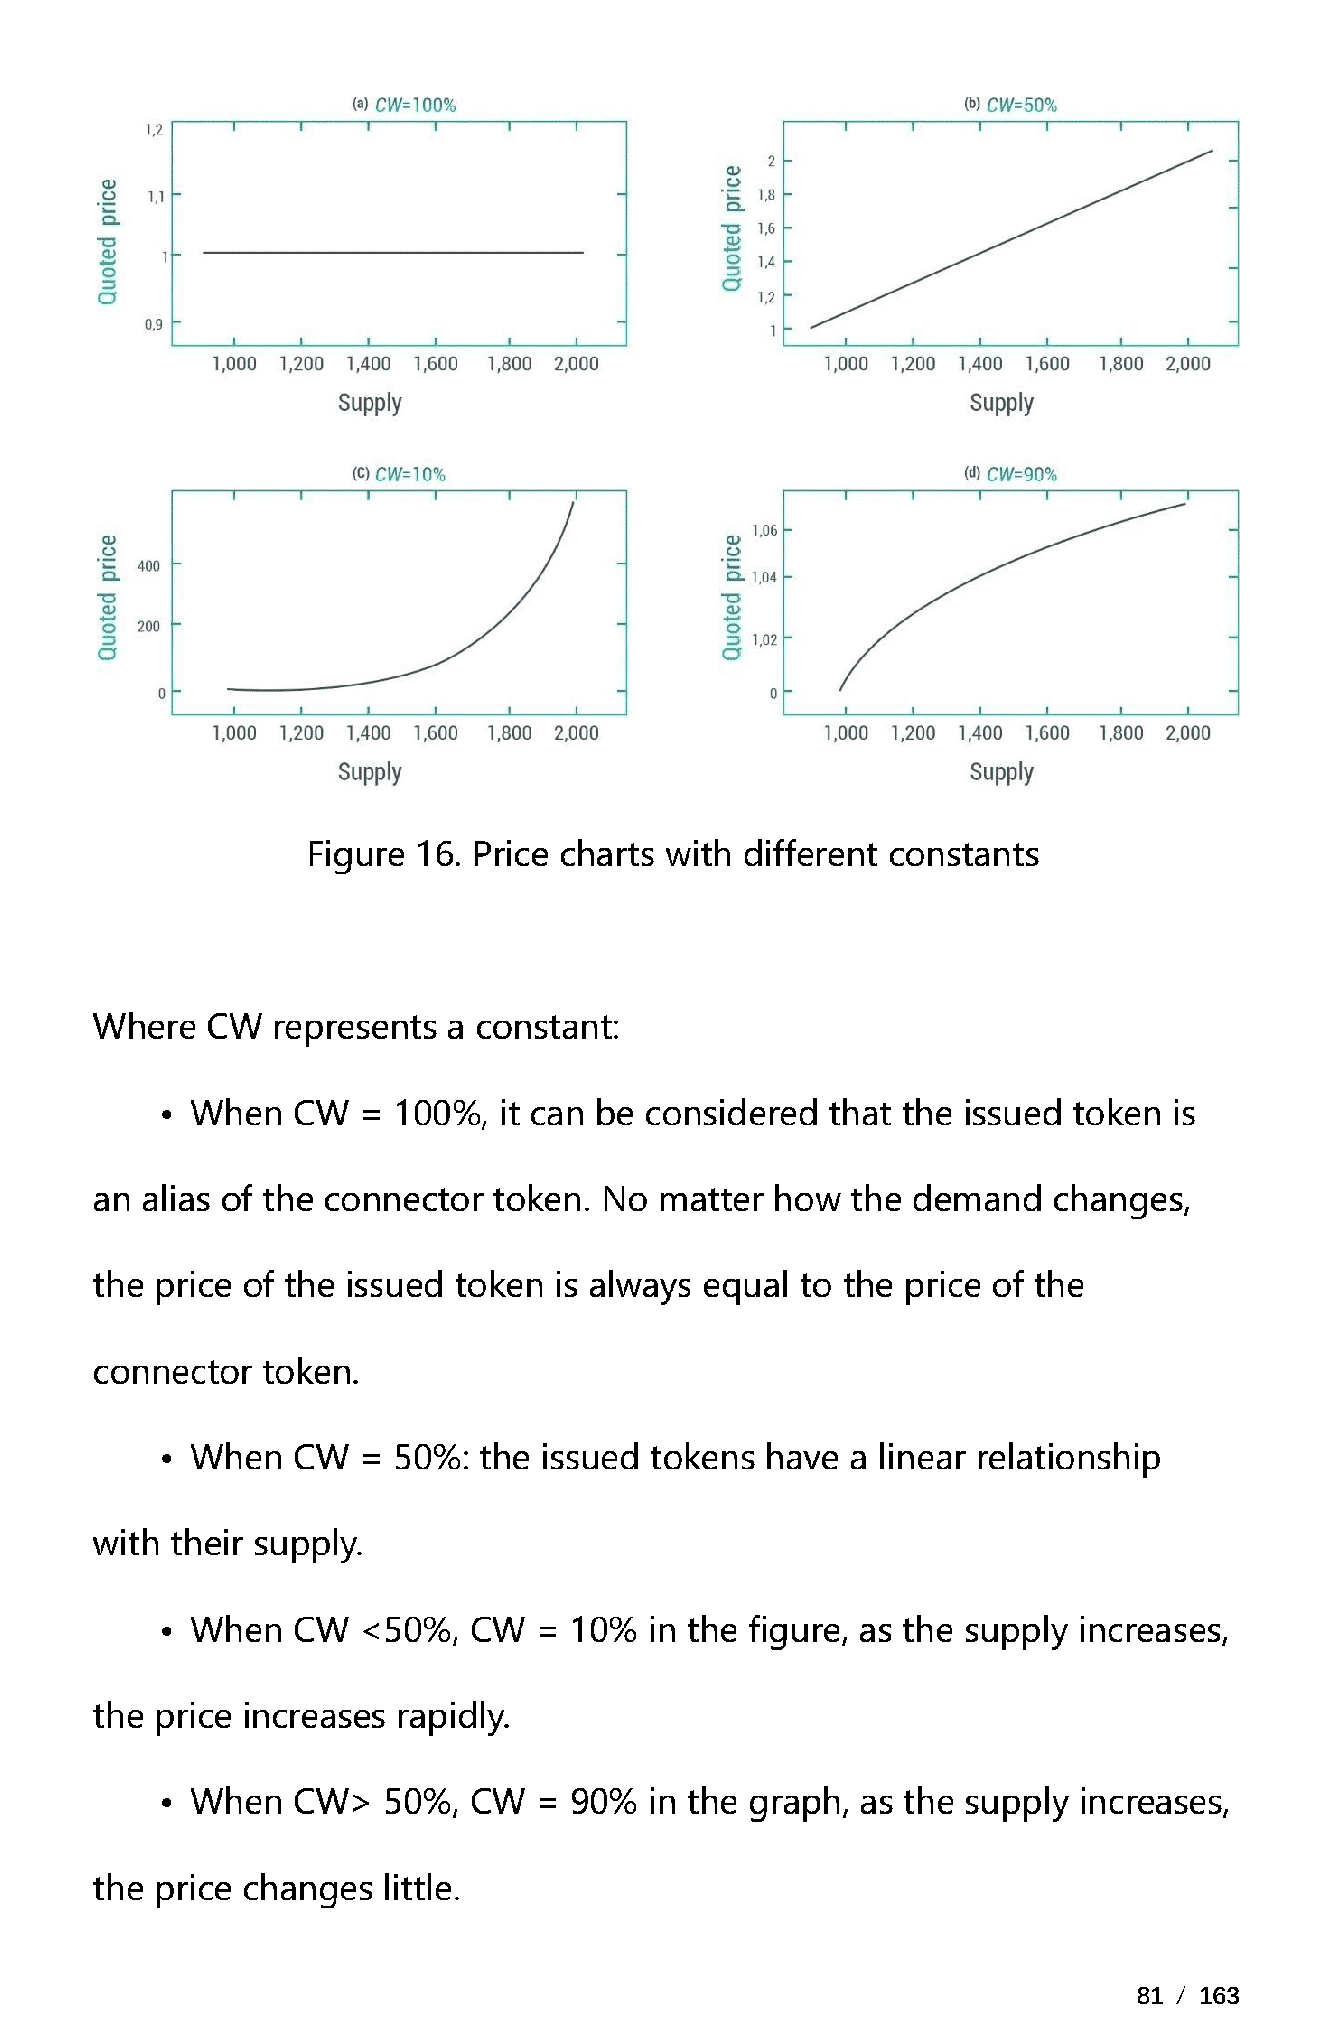 (a) CW=100%
1,2
1,1
1
0,9
Quoted price
1,000 1,200 1,400 1,600 1,800 2,000
Supply
(b) CW=50%
2
1,8
1,6
1,4
1,2
1
Quoted price
1,000 1,200 1,400 1,600 1,800 2,000
Supply
(c) CW=10%
400
200
0
Quoted price
1,000 1,200 1,400 1,600 1,800 2,000
Supply
(d) CW=90%
1,06
1,04
1,02
0
Quoted price
1,000 1,200 1,400 1,600 1,800 2,000
Supply
Figure 16. Price charts with different constants
Where CW represents a constant:
• When CW = 100%, it can be considered that the issued token is
an alias of the connector token. No matter how the demand changes,
the price of the issued token is always equal to the price of the
connector token.
• When CW = 50%: the issued tokens have a linear relationship
with their supply.
• When CW <50%, CW = 10% in the figure, as the supply increases,
the price increases rapidly.
• When CW> 50%, CW = 90% in the graph, as the supply increases,
the price changes little.
81 / 163